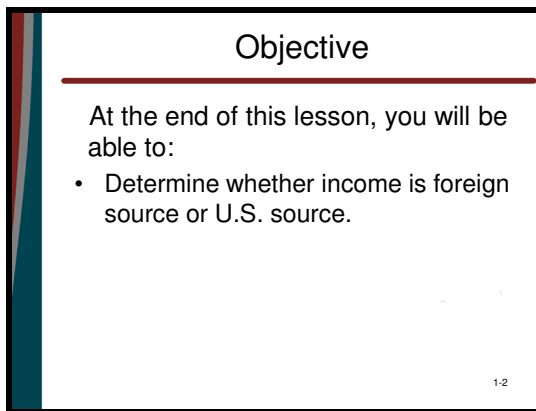 Objective
At the end of this lesson, you will be
able to:
• Determine whether income is foreign
source or U.S. source.
1-2